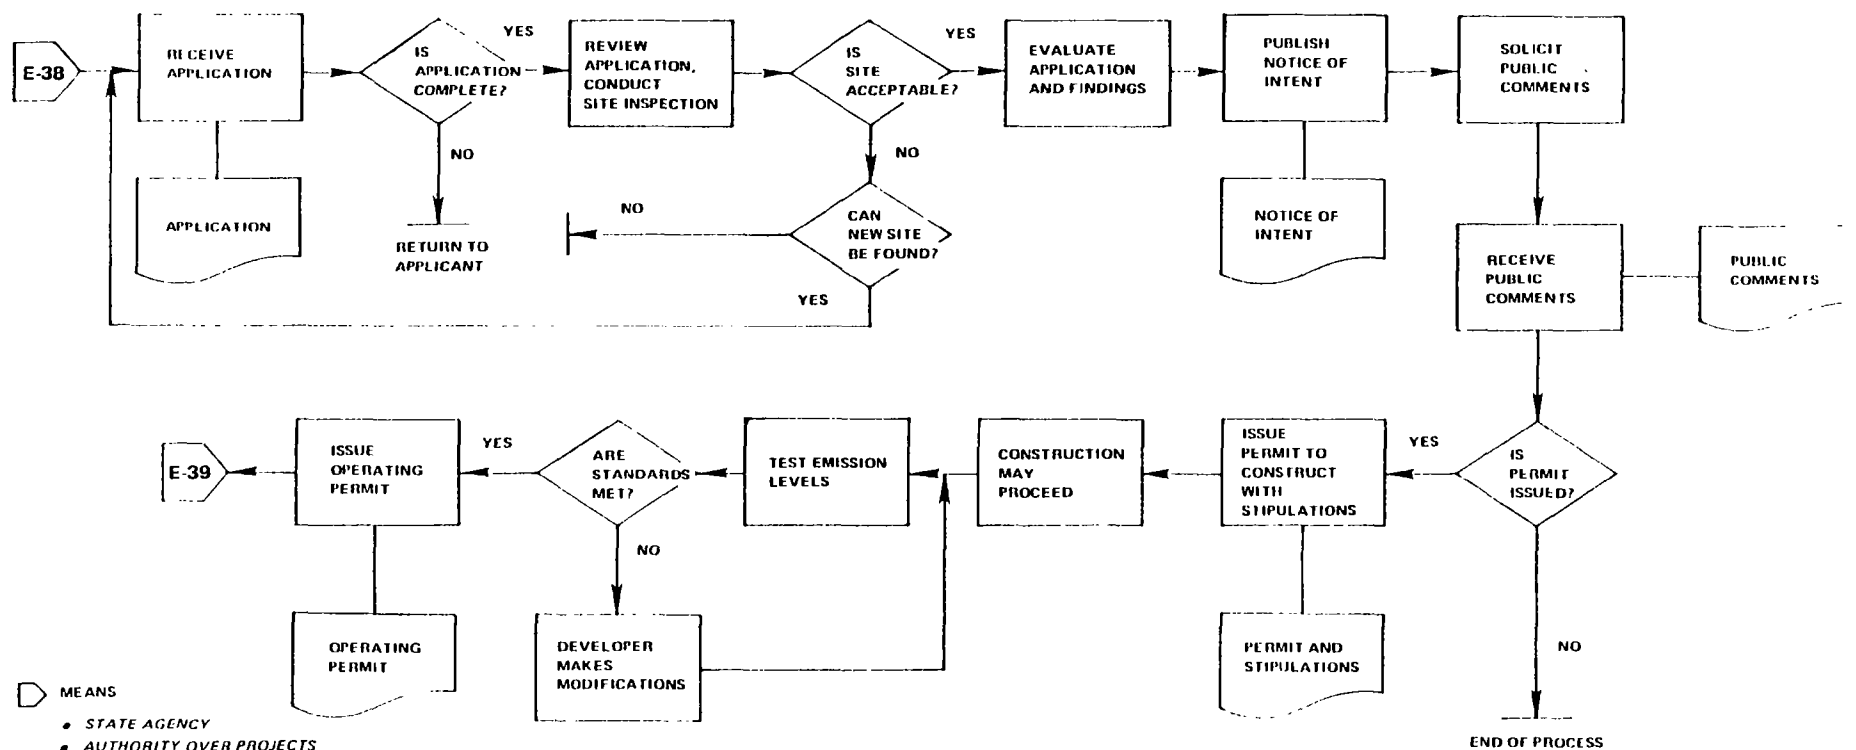 E-38
RECEIVE
APPLICATION
IS
APPLICATION
COMPLETE?
YES
NO
RETURN TO
APPLICANT
APPLICATION
REVIEW
APPLICATION,
CONDUCT
SITE INSPECTION
IS
SITE
ACCEPTABLE?
YES
NO
CAN
NEW SITE
BE FOUND?
NO
YES
EVALUATE
APPLICATION
AND FINDINGS
PUBLISH
NOTICE OF
INTENT
NOTICE OF
INTENT
SOLICIT
PUBLIC
COMMENTS
RECEIVE
PUBLIC
COMMENTS
PUBLIC
COMMENTS
IS
PERMIT
ISSUED?
YES
NO
END OF PROCESS
ISSUE
PERMIT TO
CONSTRUCT
WITH
STIPULATIONS
PERMIT AND
STIPULATIONS
CONSTRUCTION
MAY
PROCEED
TEST EMISSION
LEVELS
ARE
STANDARDS
MET?
YES
NO
DEVELOPER
MAKES
MODIFICATIONS
ISSUE
OPERATING
PERMIT
OPERATING
PERMIT
E-39
MEANS
• STATE AGENCY
• AUTHORITY OVER PROJECTS